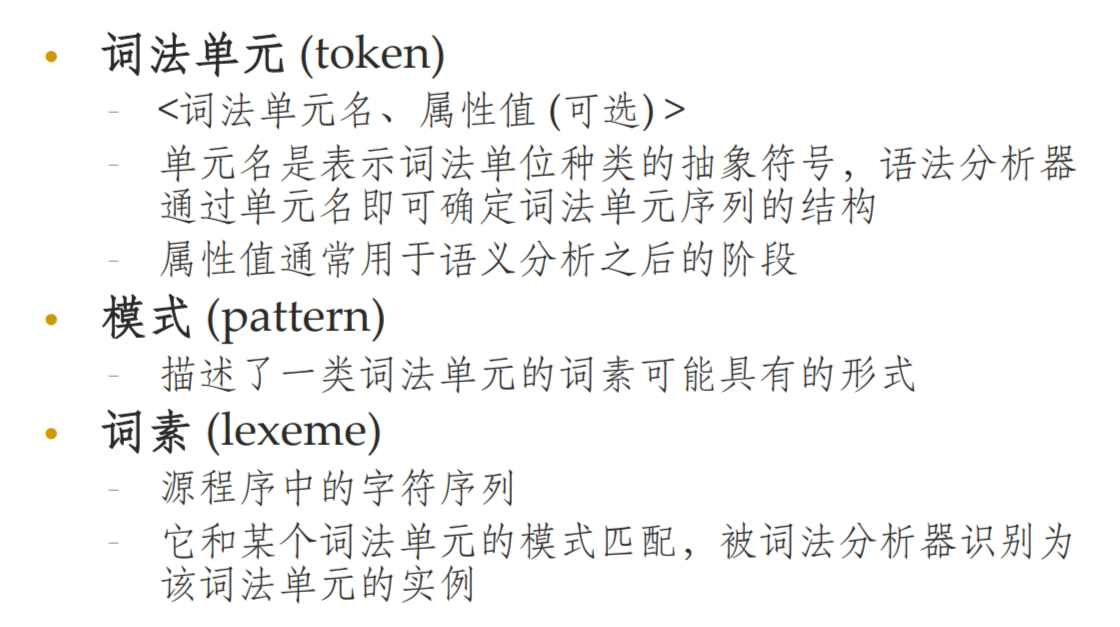 • 词法单元 (token)
– <词法单元名、属性值 (可选) >
– 单元名是表示词法单位种类的抽象符号，语法分析器
通过单元名即可确定词法单元序列的结构
– 属性值通常用于语义分析之后的阶段
• 模式 (pattern)
– 描述了一类词法单元的词素可能具有的形式
• 词素 (lexeme)
– 源程序中的字符序列
– 它和某个词法单元的模式匹配，被词法分析器识别为
该词法单元的实例